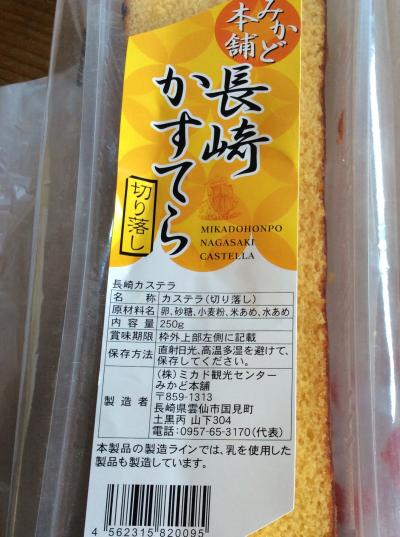 みかど
本舗
長崎
かすてら
切り落し
MIKADOHONPO
NAGASAKI
CASTELLA
長崎カステラ
名 称 カステラ(切り落し)
原材料名 卵、砂糖、小麦粉、米あめ、水あめ
内 容 量 250g
賞味期限 枠外上部左側に記載
保存方法 直射日光、高温多湿を避けて、
保存してください。
製 造 者 (株)ミカド観光センター
みかど本舗
〒859-1313
長崎県雲仙市国見町
土黒丙 山下304
電話:0957-65-3170(代表)
本製品の製造ラインでは、乳を使用した
製品も製造しています。
4 562315 820095